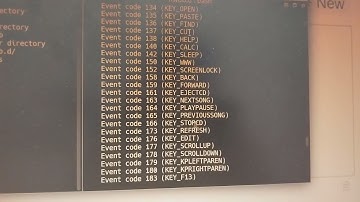 New
irectory
o
r directory
o.d/
s
Event code 134 (KEY_OPEN)
Event code 135 (KEY_PASTE)
Event code 136 (KEY_FIND)
Event code 137 (KEY_CUT)
Event code 138 (KEY_HELP)
Event code 140 (KEY_CALC)
Event code 142 (KEY_SLEEP)
Event code 150 (KEY_WWW)
Event code 152 (KEY_SCREENLOCK)
Event code 158 (KEY_BACK)
Event code 159 (KEY_FORWARD)
Event code 161 (KEY_EJECTCD)
Event code 163 (KEY_NEXTSONG)
Event code 164 (KEY_PLAYPAUSE)
Event code 165 (KEY_PREVIOUSSONG)
Event code 166 (KEY_STOPCD)
Event code 173 (KEY_REFRESH)
Event code 176 (KEY_EDIT)
Event code 177 (KEY_SCROLLUP)
Event code 178 (KEY_SCROLLDOWN)
Event code 179 (KEY_KPLEFTPAREN)
Event code 180 (KEY_KPRIGHTPAREN)
Event code 183 (KEY_F13)